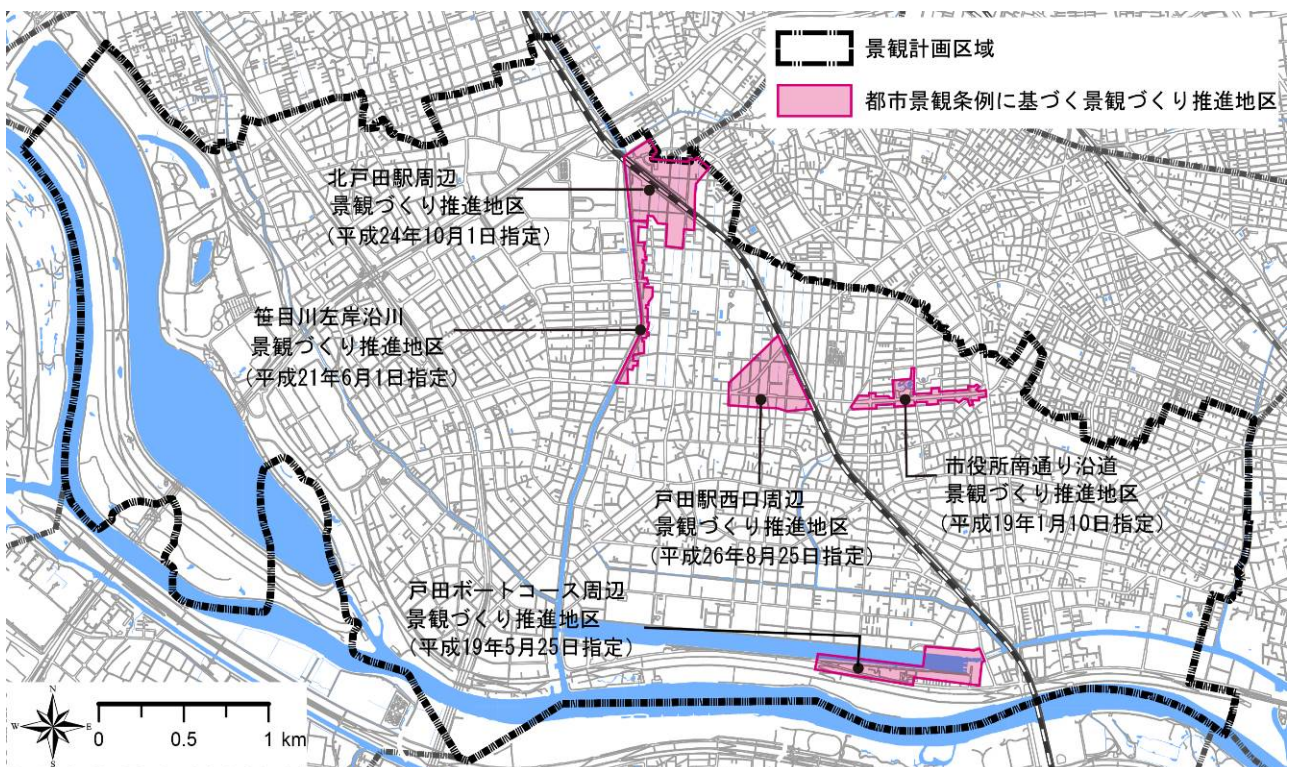 景観計画区域
都市景観条例に基づく景観づくり推進地区
北戸田駅周辺
景観づくり推進地区
(平成24年10月1日指定)
笹目川左岸沿川
景観づくり推進地区
(平成21年6月1日指定)
戸田駅西口周辺
景観づくり推進地区
(平成26年8月25日指定)
市役所南通り沿道
景観づくり推進地区
(平成19年1月10日指定)
戸田ボートコース周辺
景観づくり推進地区
(平成19年5月25日指定)
N
W E
S
0 0.5 1 km